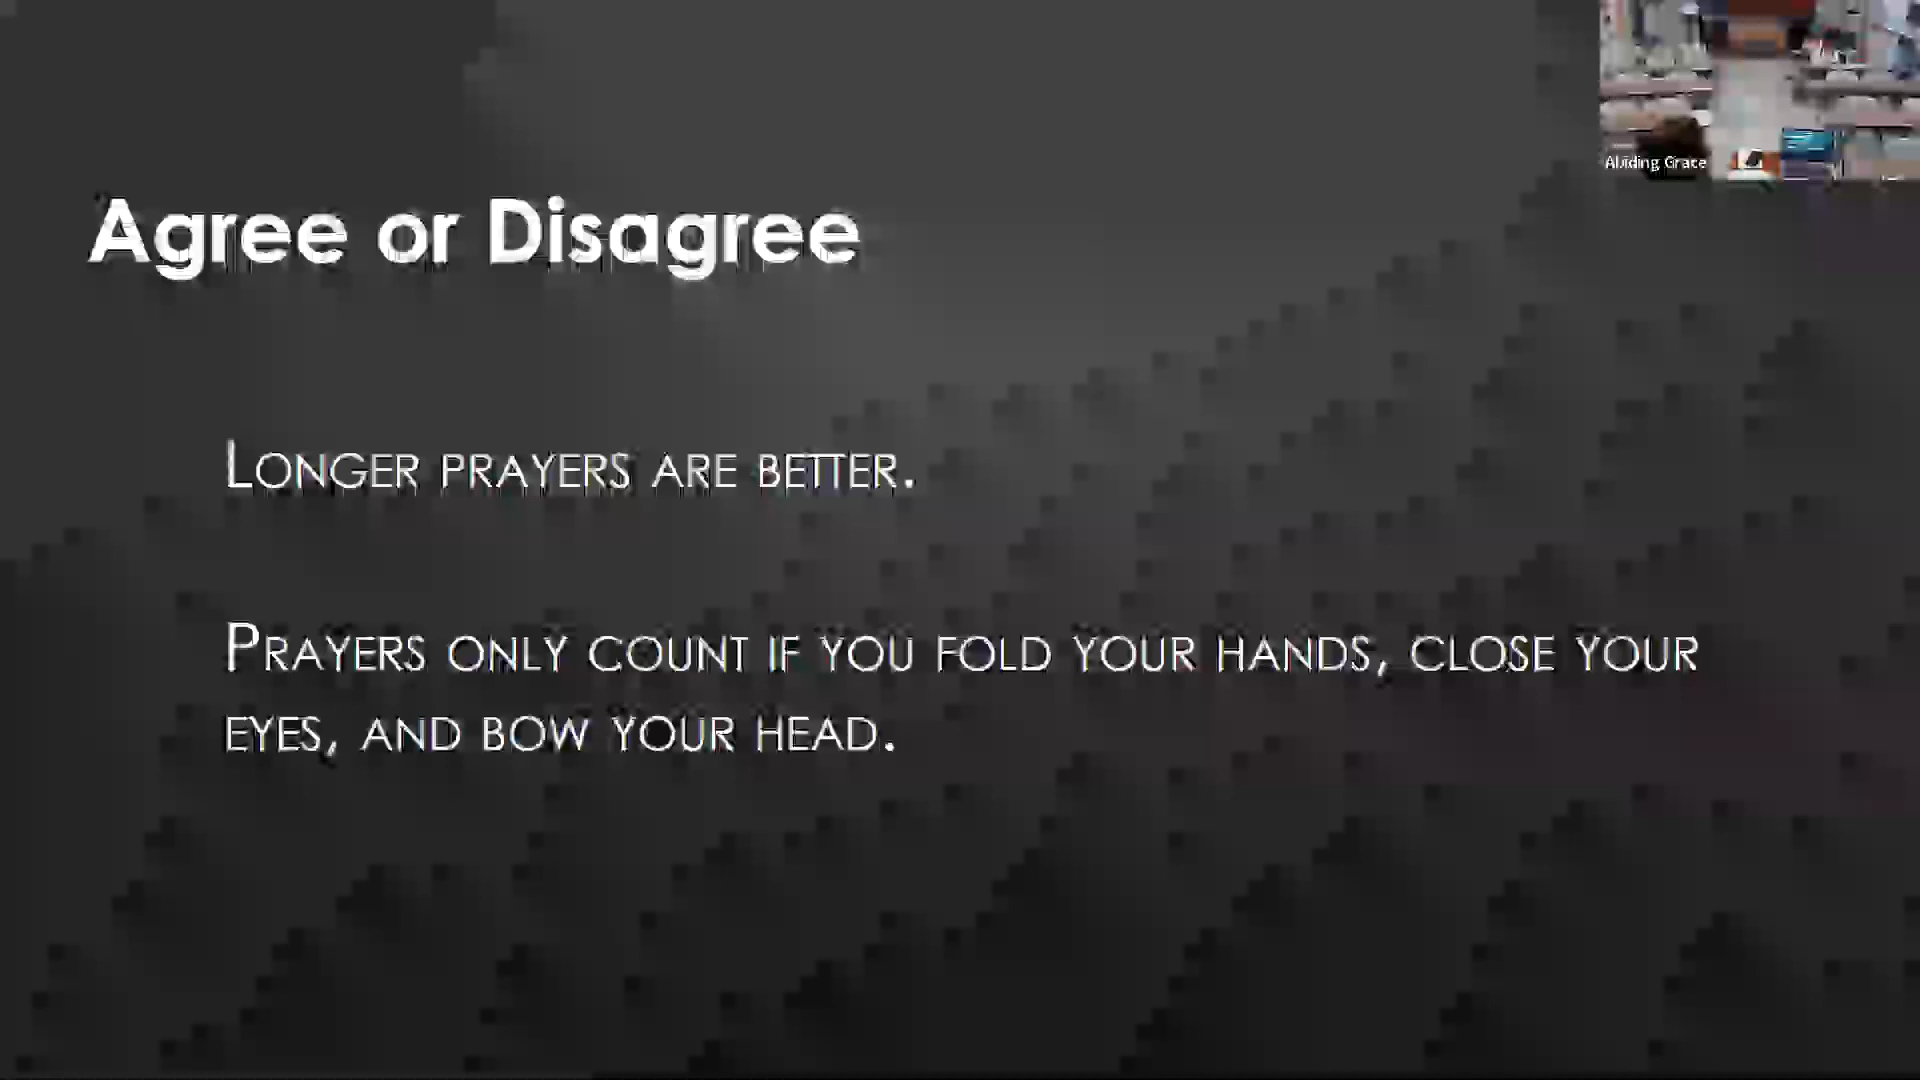 Abiding Grace
Agree or Disagree
Longer prayers are better.
Prayers only count if you fold your hands, close your
eyes, and bow your head.